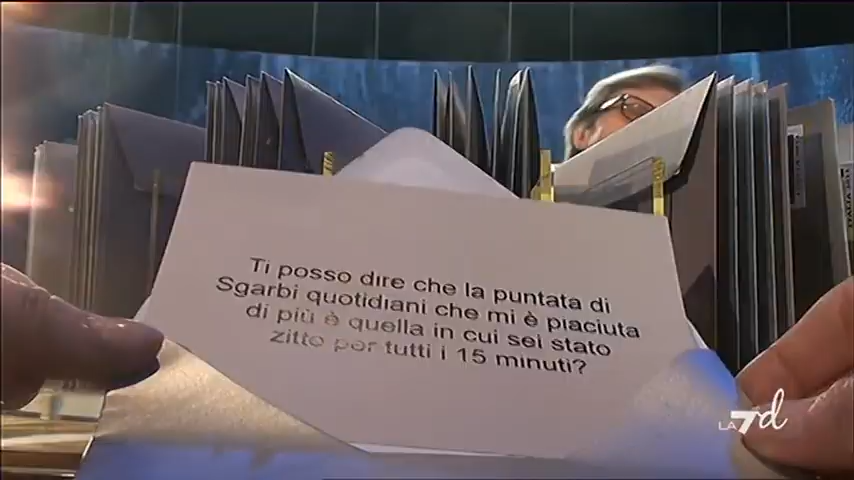 Ti posso dire che la puntata di
Sgarbi quotidiani che mi è piaciuta
di più è quella in cui sei stato
zitto per tutti i 15 minuti?
LA7d